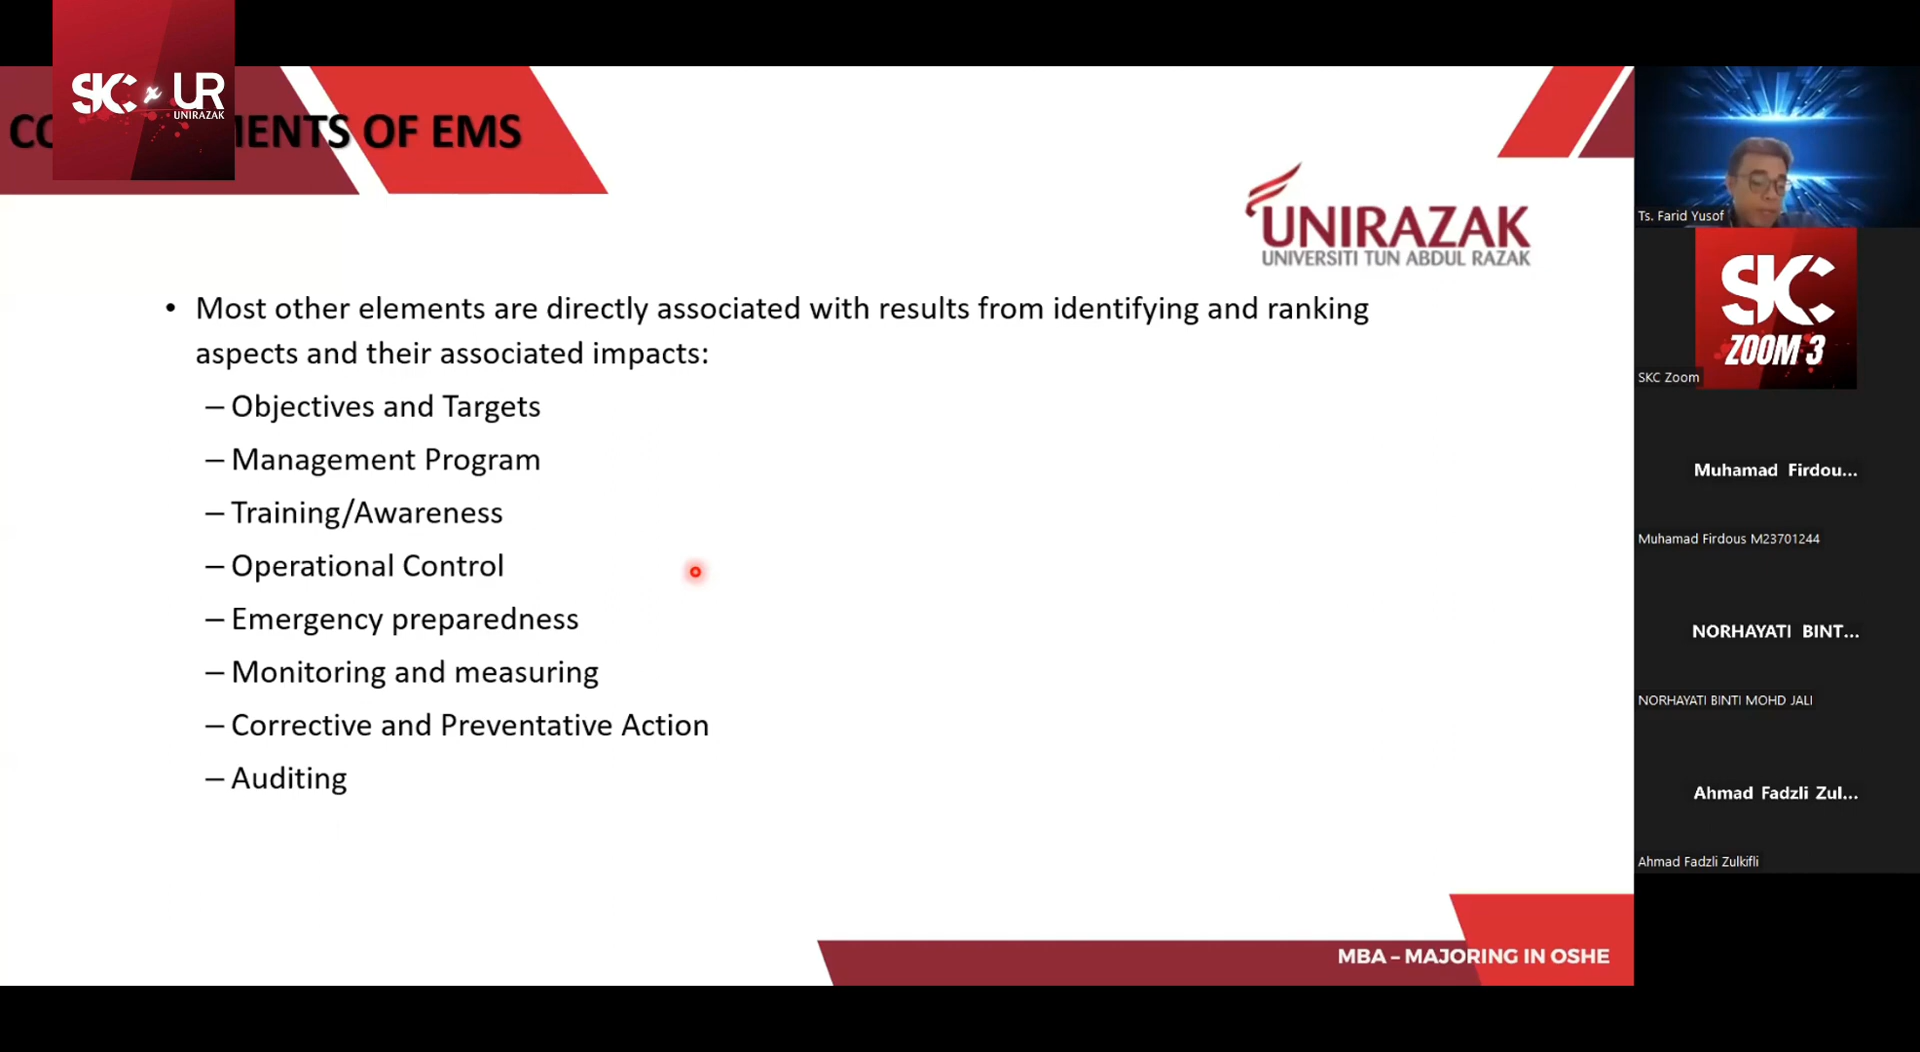 SKC x UR
UNIRAZAK
OF EMS
UNIRAZAK
UNIVERSITI TUN ABDUL RAZAK
• Most other elements are directly associated with results from identifying and ranking
aspects and their associated impacts:
– Objectives and Targets
– Management Program
– Training/Awareness
– Operational Control
– Emergency preparedness
– Monitoring and measuring
– Corrective and Preventative Action
– Auditing
MBA – MAJORING IN OSHE
Ts. Farid Yusof
SKC
ZOOM 3
SKC Zoom
Muhamad Firdou...
Muhamad Firdous M23701244
NORHAYATI BINT...
NORHAYATI BINTI MOHD JALI
Ahmad Fadzli Zul...
Ahmad Fadzli Zulkifli